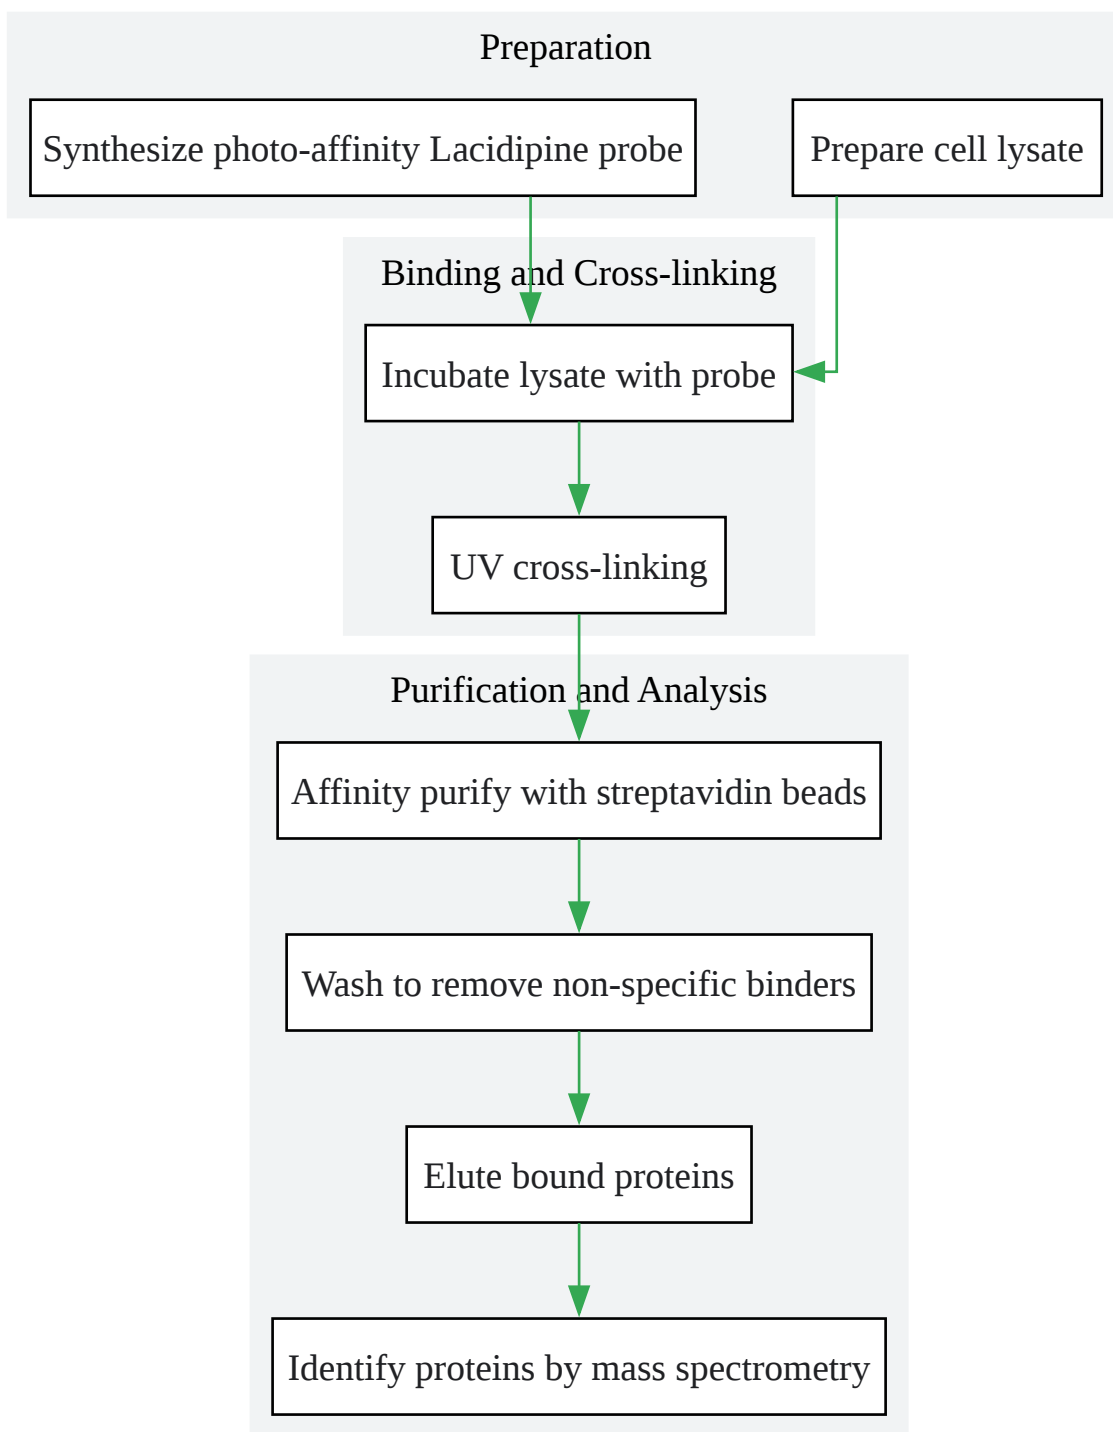 Preparation
Synthesize photo-affinity Lacidipine probe
Prepare cell lysate
Binding and Cross-linking
Incubate lysate with probe
UV cross-linking
Purification and Analysis
Affinity purify with streptavidin beads
Wash to remove non-specific binders
Elute bound proteins
Identify proteins by mass spectrometry